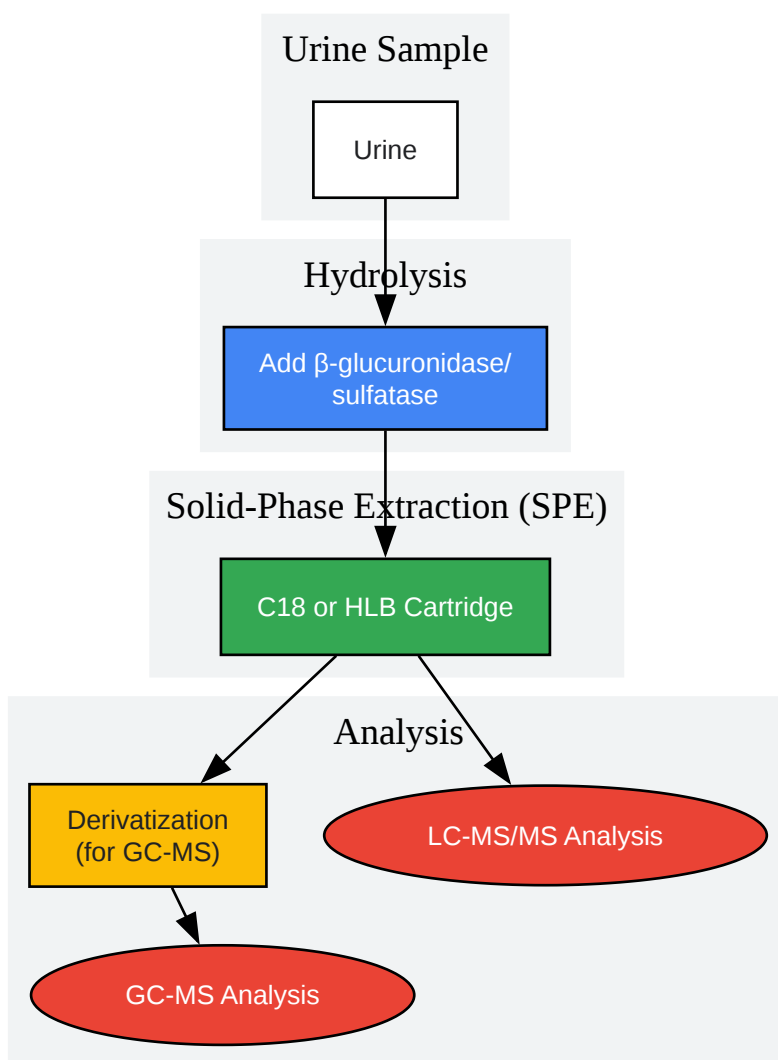 Urine Sample
Urine
Hydrolysis
Add β-glucuronidase/
sulfatase
Solid-Phase Extraction (SPE)
C18 or HLB Cartridge
Analysis
Derivatization
(for GC-MS)
LC-MS/MS Analysis
GC-MS Analysis